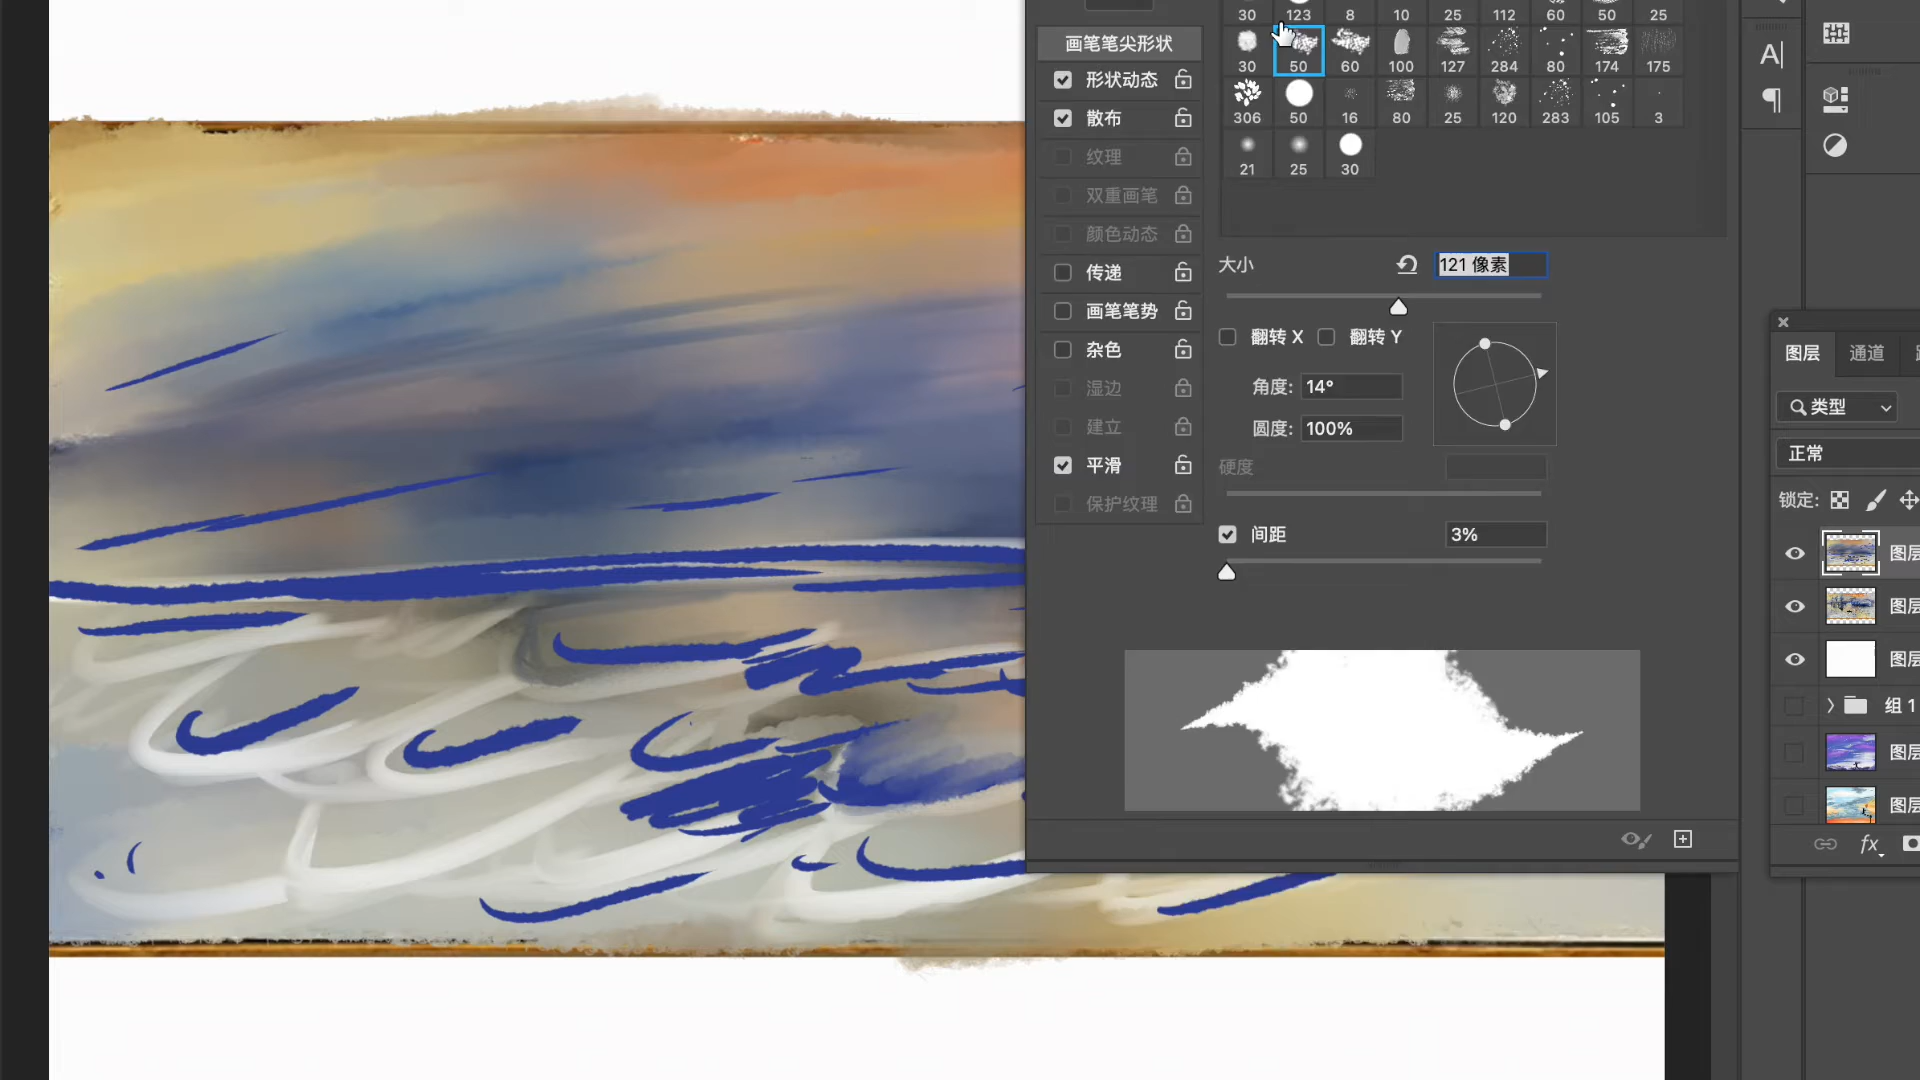 30 123 8 10 25 112 60 50 25
30 50 60 100 127 284 80 174 175
306 50 16 80 25 120 283 105 3
21 25 30
画笔笔尖形状
形状动态
散布
纹理
双重画笔
颜色动态
传递
画笔笔势
杂色
湿边
建立
平滑
保护纹理
大小 121 像素
翻转 X 翻转 Y
角度: 14°
圆度: 100%
硬度
间距 3%
A
图层 通道
类型
正常
锁定:
图层
图层
图层
组 1
图层
图层
fx